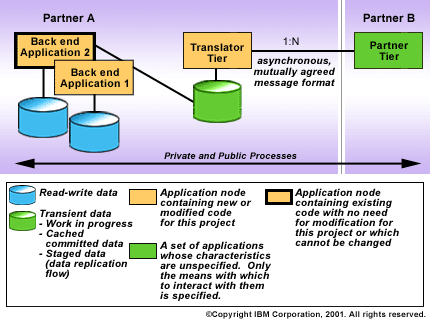 Partner A
Partner B
Back end
Application 2
Back end
Application 1
Translator
Tier
1:N
Partner
Tier
asynchronous,
mutually agreed
message format
Private and Public Processes
Read-write data
Transient data
- Work in progress
- Cached
committed data
- Staged data
(data replication
flow)
Application node
containing new or
modified code
for this project
A set of applications
whose characteristics
are unspecified. Only
the means with which
to interact with them
is specified.
Application node
containing existing
code with no need
for modification for
this project or which
cannot be changed
©Copyright IBM Corporation, 2001. All rights reserved.